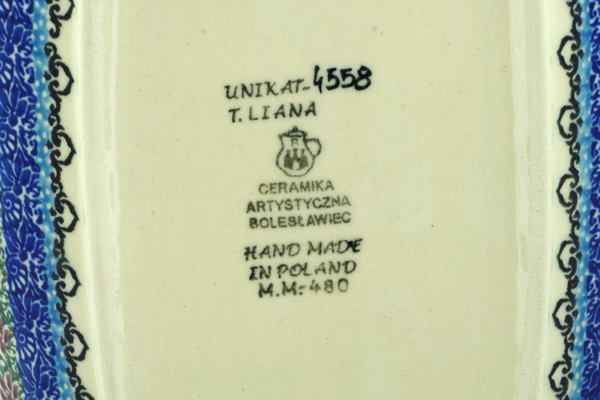 UNIKAT-4558
T. LIANA
CERAMIKA
ARTYSTYCZNA
BOLESŁAWIEC
HAND MADE
IN POLAND
M.M.-480